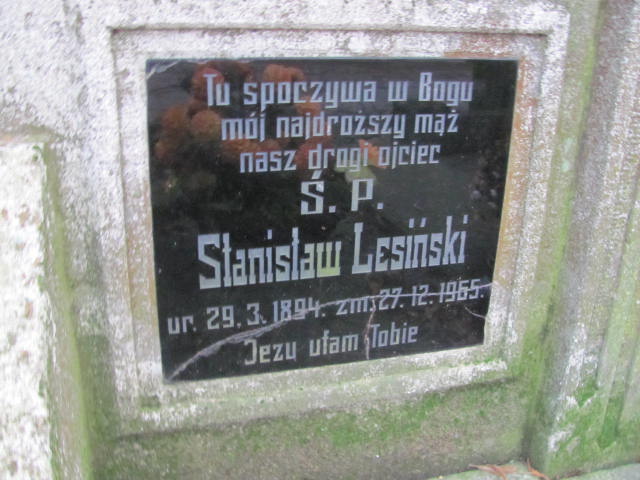 Tu spoczywa w Bogu
mój najdroższy mąż
nasz drogi ojciec
Ś. P.
Stanisław Lesiński
ur. 29. 3. 1894. zm. 27. 12. 1965.
Jezu ufam Tobie